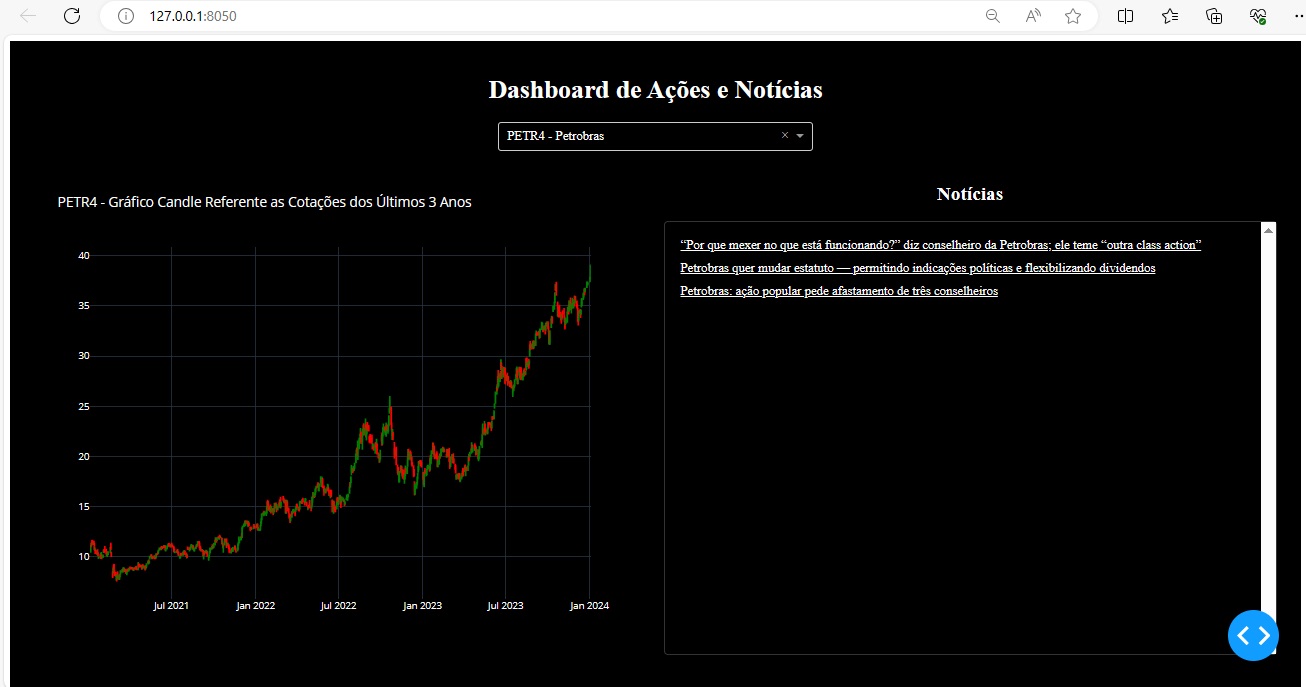 127.0.0.1:8050
Dashboard de Ações e Notícias
PETR4 - Petrobras
PETR4 - Gráfico Candle Referente as Cotações dos Últimos 3 Anos
40
35
30
25
20
15
10
Jul 2021 Jan 2022 Jul 2022 Jan 2023 Jul 2023 Jan 2024
Notícias
“Por que mexer no que está funcionando?” diz conselheiro da Petrobras; ele teme “outra class action”
Petrobras quer mudar estatuto — permitindo indicações políticas e flexibilizando dividendos
Petrobras: ação popular pede afastamento de três conselheiros